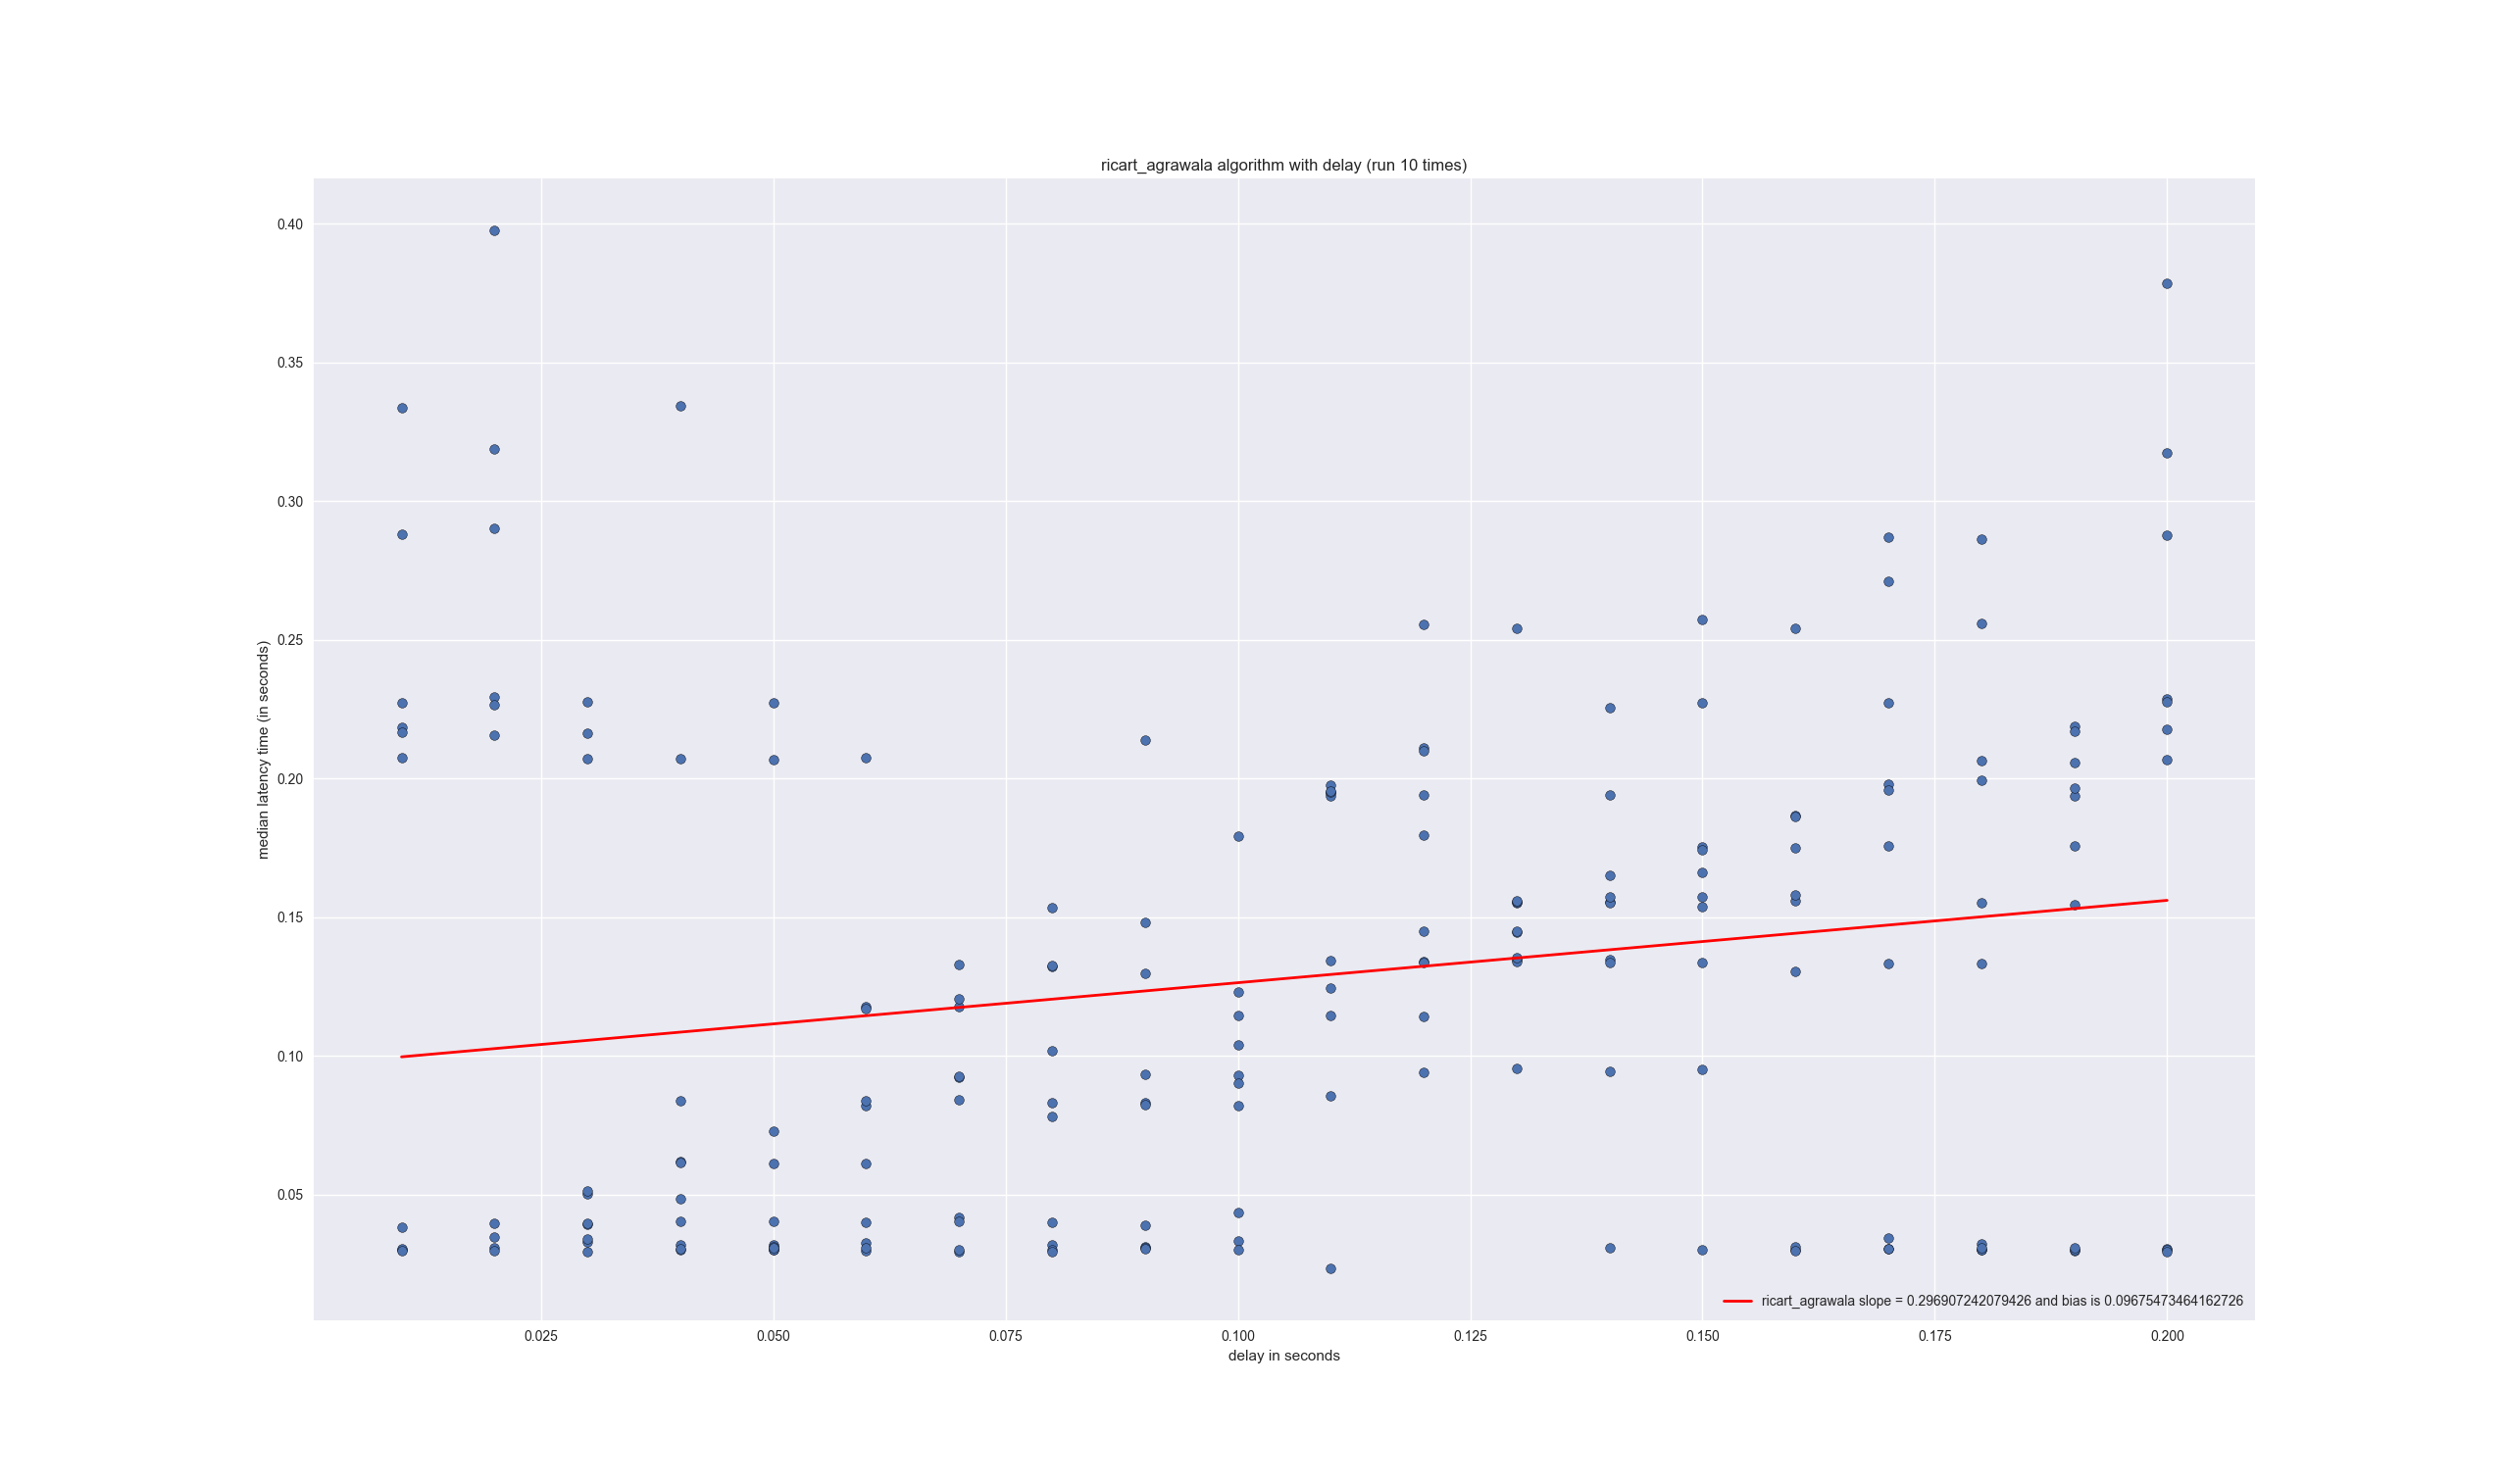 ricart_agrawala algorithm with delay (run 10 times)
0.40
0.35
0.30
0.25
0.20
0.15
0.10
0.05
median latency time (in seconds)
ricart_agrawala slope = 0.296907242079426 and bias is 0.09675473464162726
0.025 0.050 0.075 0.100 0.125 0.150 0.175 0.200
delay in seconds